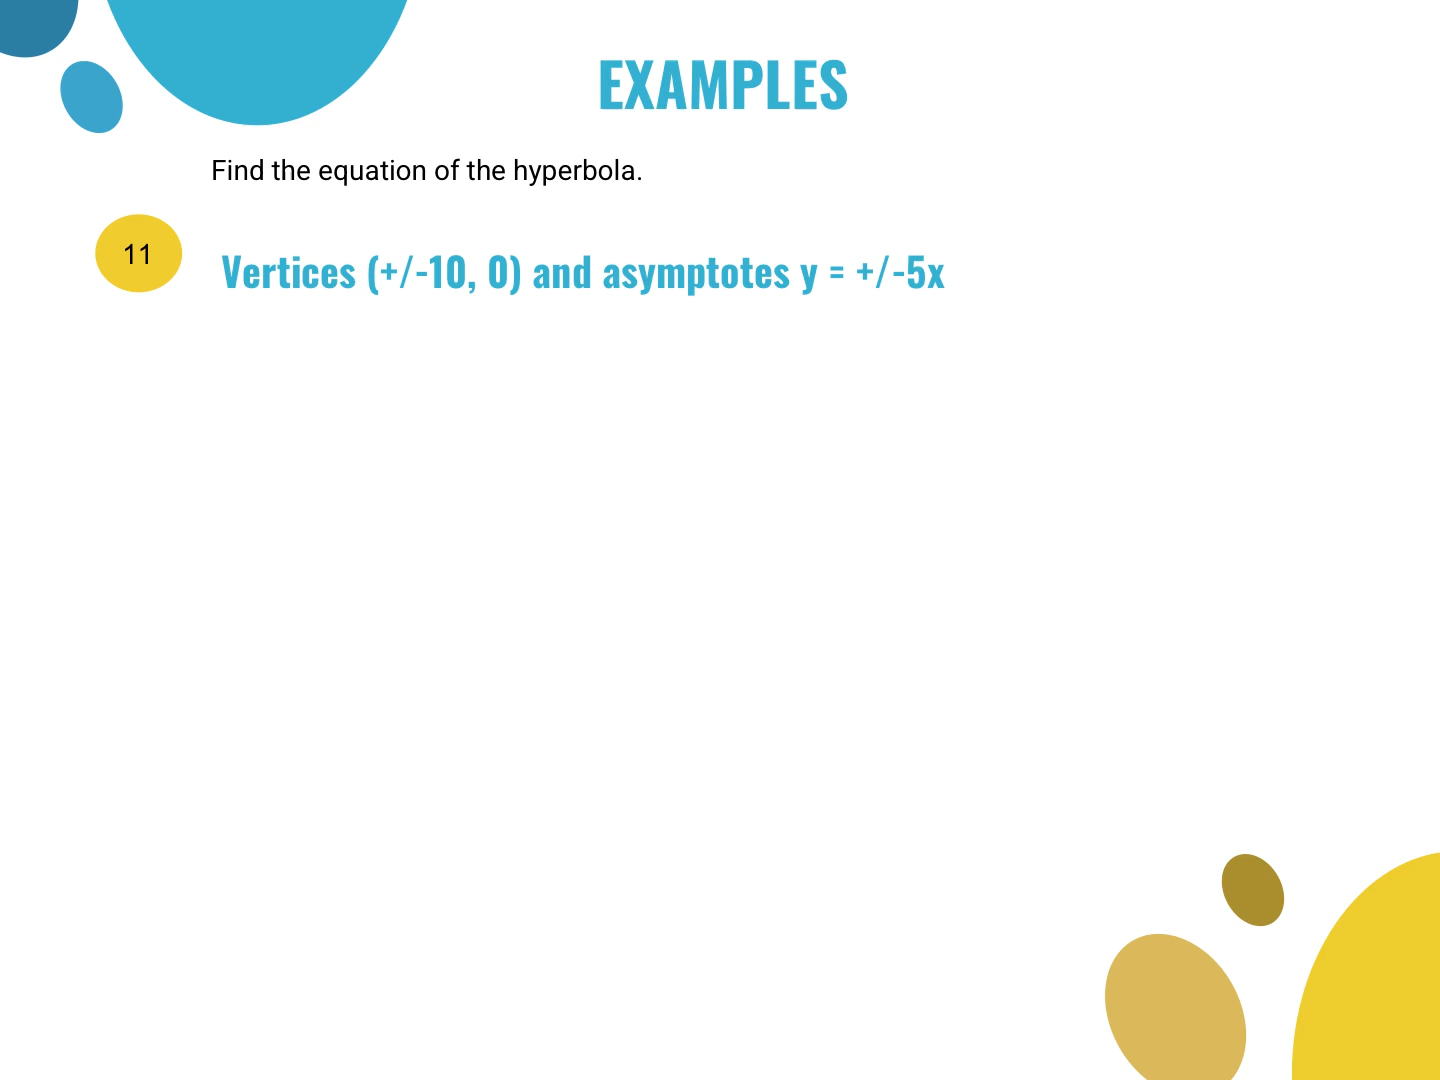 EXAMPLES
Find the equation of the hyperbola.
11
Vertices (+/-10, 0) and asymptotes y = +/-5x